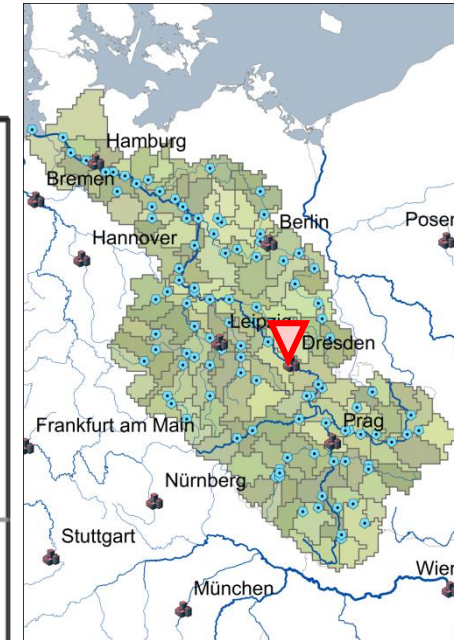 Hamburg
Bremen
Berlin
Posen
Hannover
Leipzig
Dresden
Frankfurt am Main
Prag
Nürnberg
Stuttgart
Wien
München